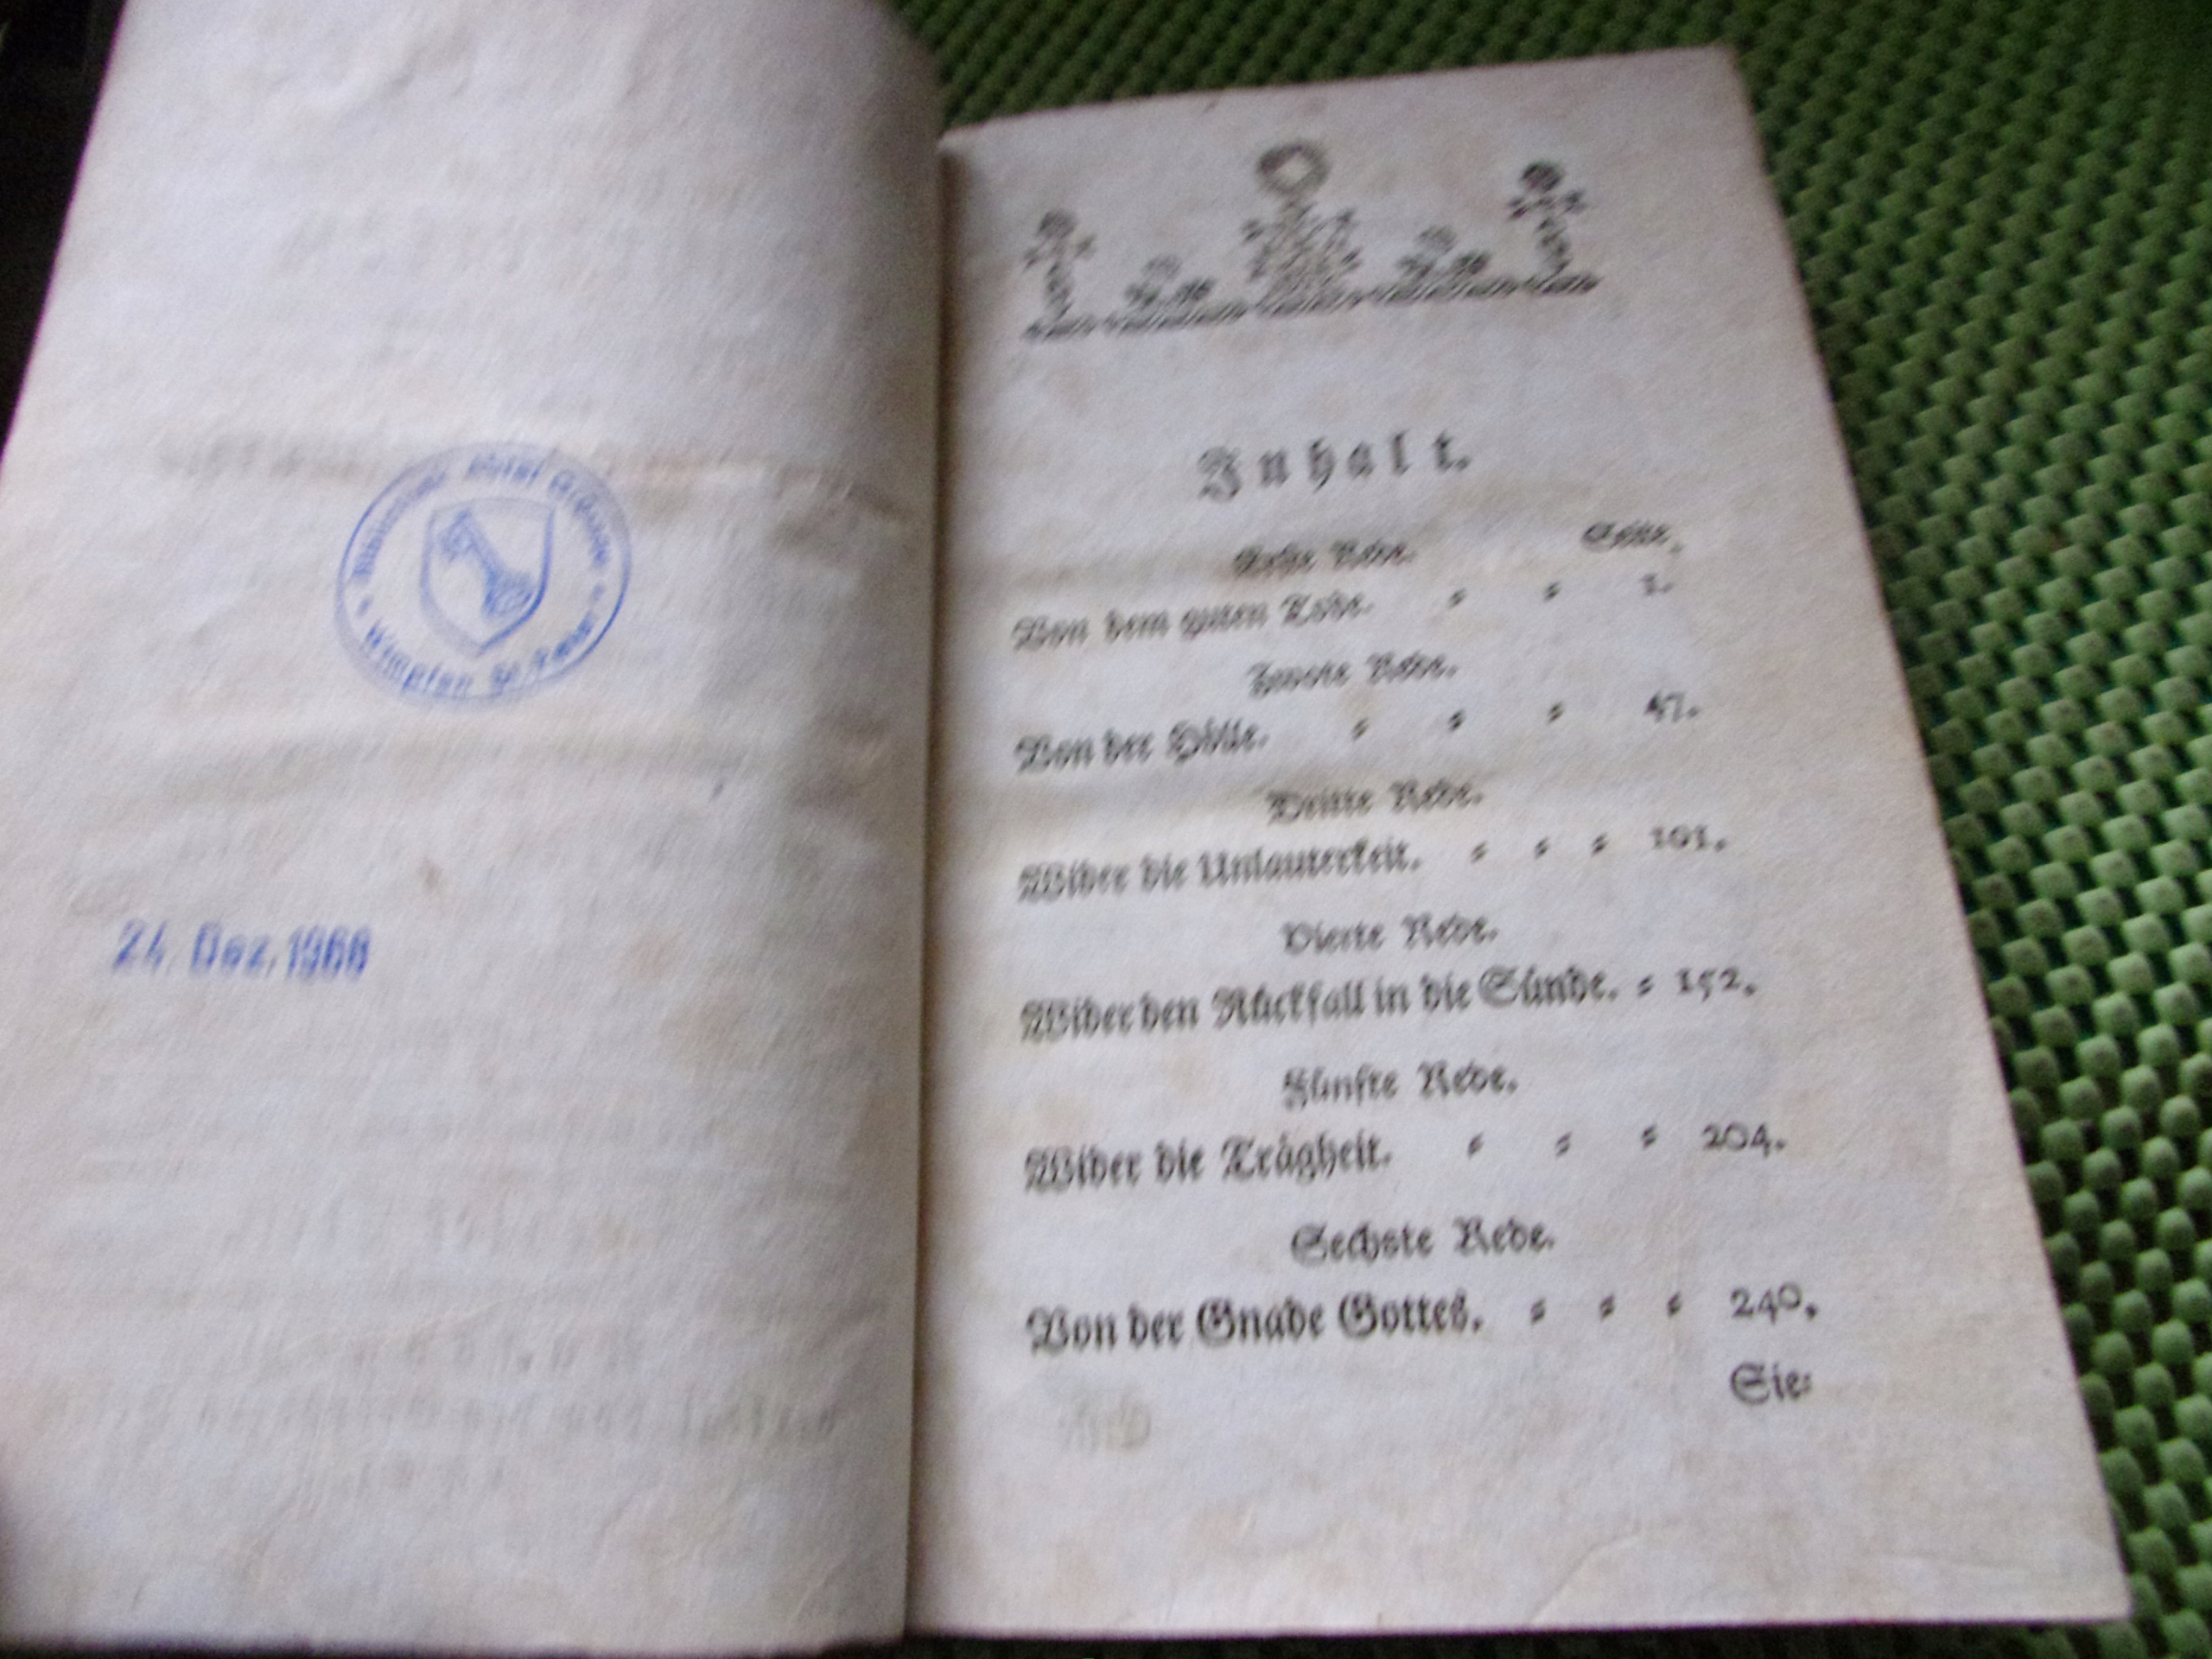 Wimpfen
24. Dez. 1966
Inhalt.
Erste Rede. Seite.
Von dem guten Tode. ⸗ ⸗ 1.
Zweyte Rede.
Von der Hölle. ⸗ ⸗ ⸗ 47.
Dritte Rede.
Wider die Unlauterkeit. ⸗ ⸗ ⸗ 101.
Vierte Rede.
Wider den Rückfall in die Sünde. ⸗ 152.
Fünfte Rede.
Wider die Trägheit. ⸗ ⸗ ⸗ 204.
Sechste Rede.
Von der Gnade Gottes. ⸗ ⸗ ⸗ 240.
Sie⸗